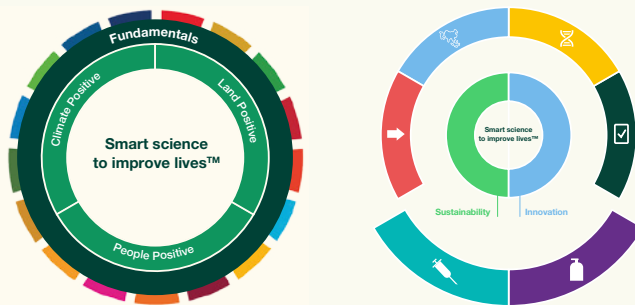 Fundamentals
Climate Positive
Land Positive
Smart science
to improve lives™
People Positive
Smart science
to improve lives™
Sustainability
Innovation